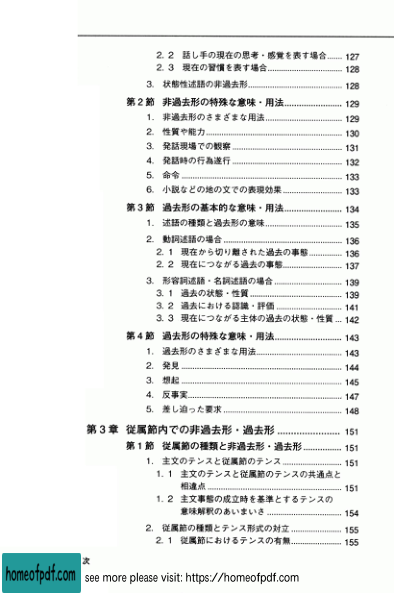 2. 2 話し手の現在の思考・感覚を表す場合...... 127
2. 3 現在の習慣を表す場合...... 128
3. 状態性述語の非過去形...... 128
第2節 非過去形の特殊な意味・用法...... 129
1. 非過去形のさまざまな用法...... 129
2. 性質や能力...... 130
3. 発話現場での観察...... 131
4. 発話時の行為遂行...... 132
5. 命令...... 133
6. 小説などの地の文での表現効果...... 133
第3節 過去形の基本的な意味・用法...... 134
1. 述語の種類と過去形の意味...... 135
2. 動詞述語の場合...... 136
2. 1 現在から切り離された過去の事態...... 136
2. 2 現在につながる過去の事態...... 137
3. 形容詞述語・名詞述語の場合...... 139
3. 1 過去の状態・性質...... 139
3. 2 過去における認識・評価...... 141
3. 3 現在につながる主体の過去の状態・性質... 142
第4節 過去形の特殊な意味・用法...... 143
1. 過去形のさまざまな用法...... 143
2. 発見...... 144
3. 想起...... 145
4. 反事実...... 147
5. 差し迫った要求...... 148
第3章 従属節内での非過去形・過去形...... 151
第1節 従属節の種類と非過去形・過去形...... 151
1. 主文のテンスと従属節のテンス...... 151
1. 1 主文のテンスと従属節のテンスの共通点と
相違点...... 151
1. 2 主文事態の成立時を基準とするテンスの
意味解釈のあいまいさ...... 154
2. 従属節の種類とテンス形式の対立...... 155
2. 1 従属節におけるテンスの有無...... 155
次
homeofpdf.com see more please visit: https://homeofpdf.com